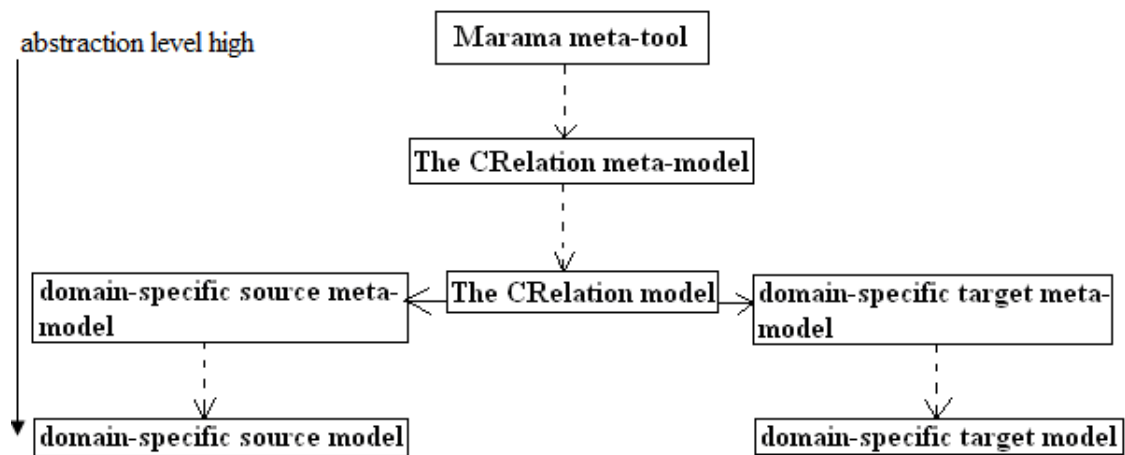 Marama meta-tool
abstraction level high
The CRelation meta-model
domain-specific source meta-
model
The CRelation model
domain-specific target meta-
model
domain-specific source model
domain-specific target model